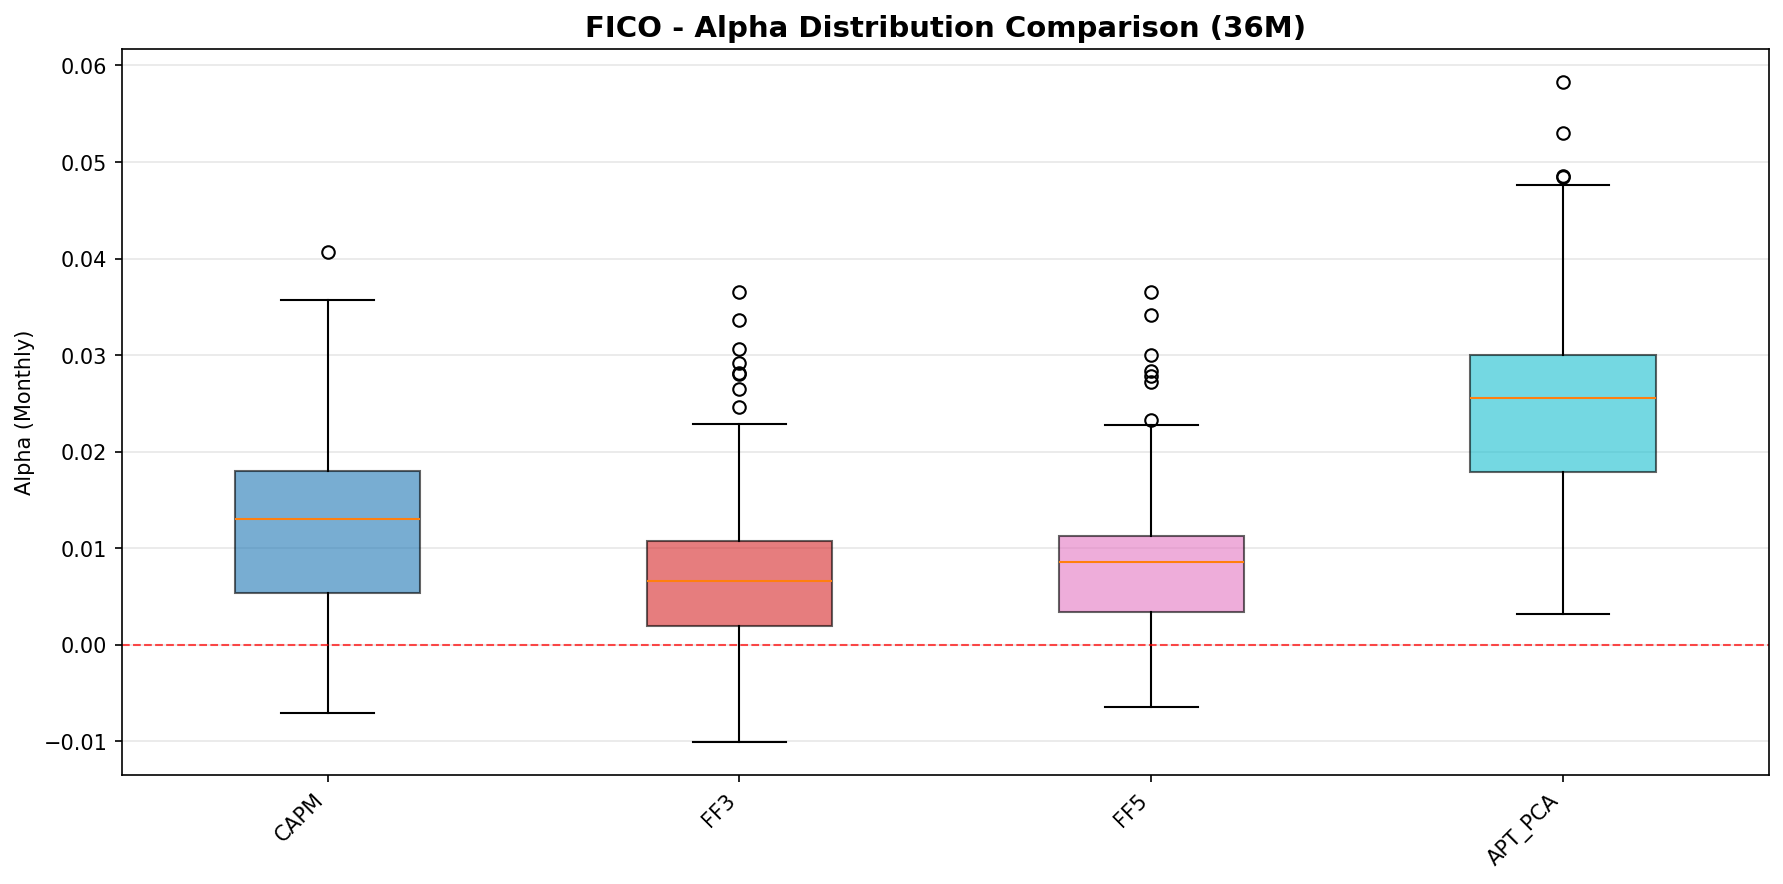 FICO - Alpha Distribution Comparison (36M)
Alpha (Monthly)
0.06
0.05
0.04
0.03
0.02
0.01
0.00
−0.01
CAPM
FF3
FF5
APT_PCA